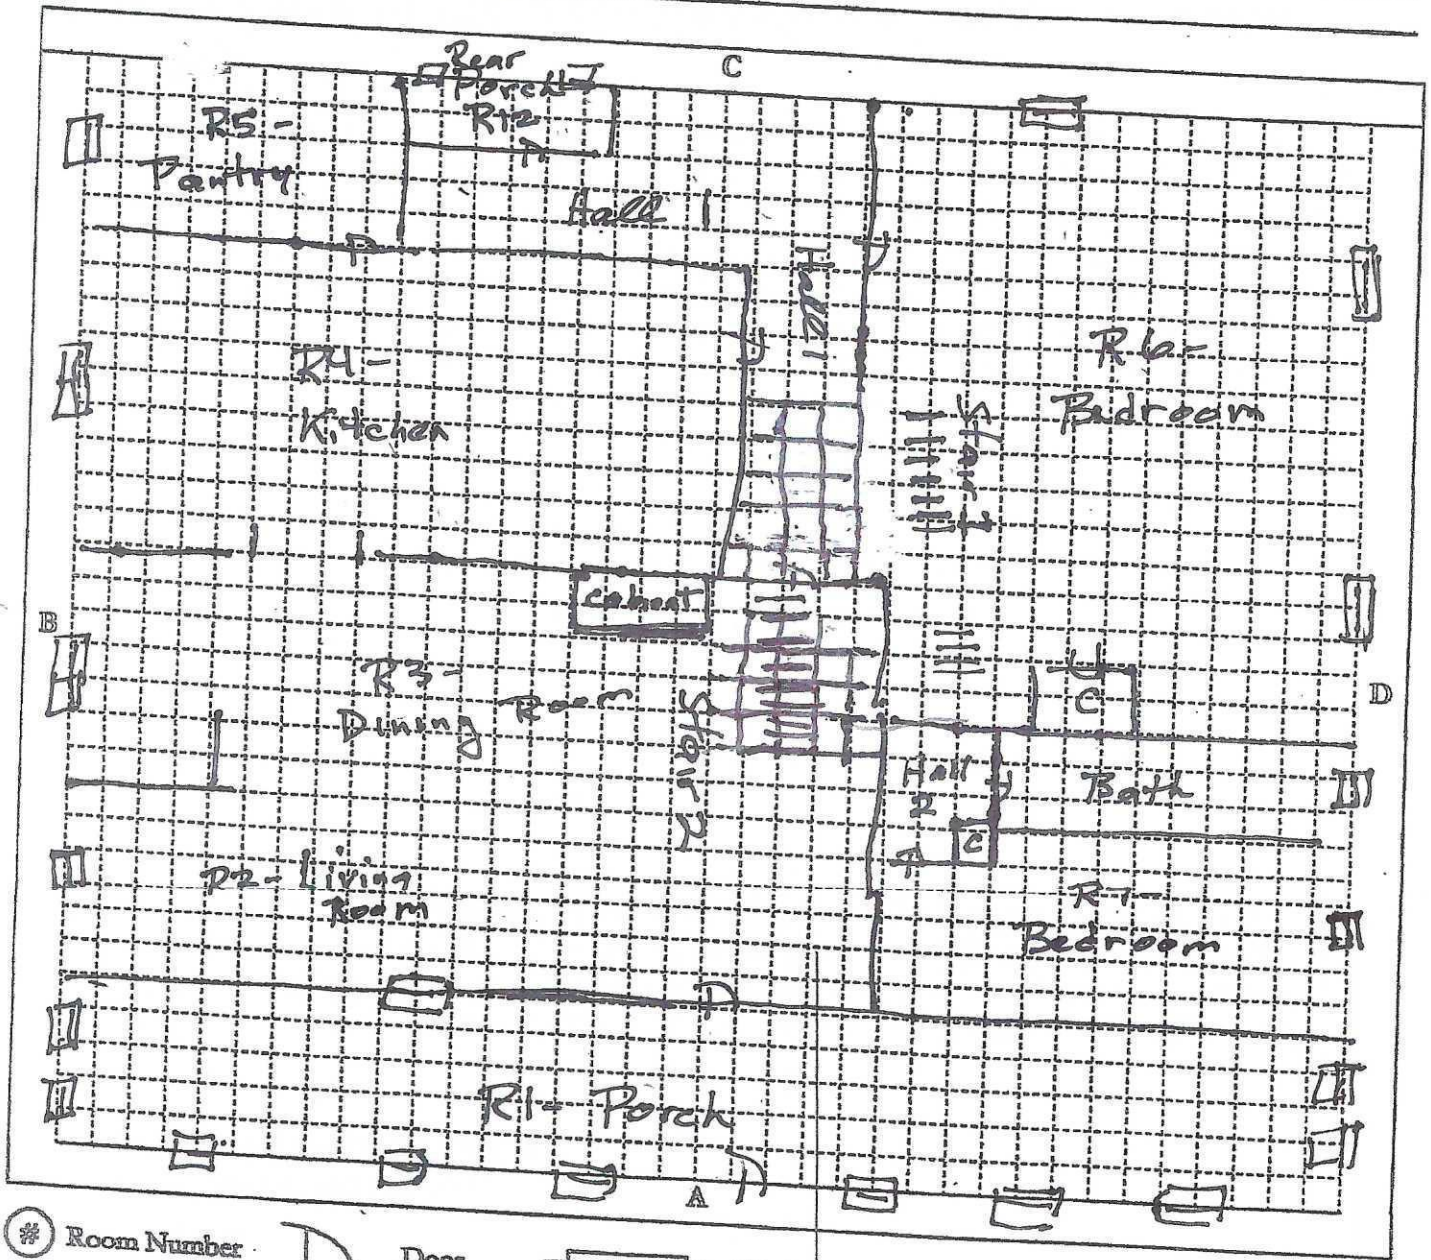 C
Rear
Porch
R12
R5 -
Pantry
Hall 1
Hall 1
R4 -
Kitchen
R6 -
Bedroom
Stair 1
B
cabinet
R3 -
Dining Room
Stair 2
C
D
Hall
2
Bath
C
R2 - Living
Room
R7 -
Bedroom
R1 - Porch
A
# Room Number
Door